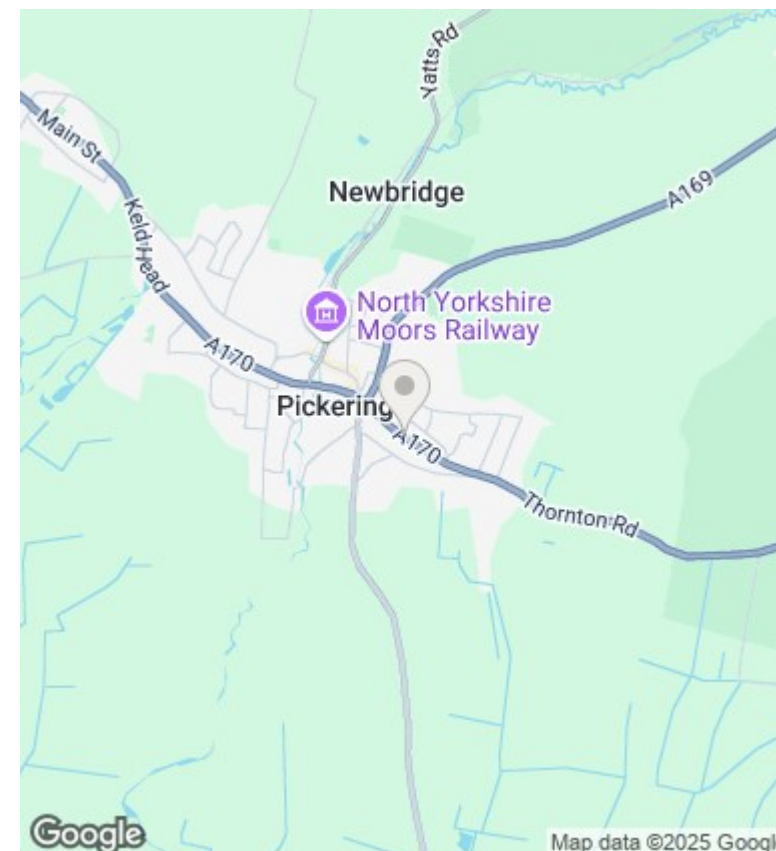 Yatts Rd
Main St
Newbridge
A169
Keld Head
North Yorkshire
Moors Railway
A170
Pickering
A170
Thornton Rd
Google
Map data ©2025 Googl